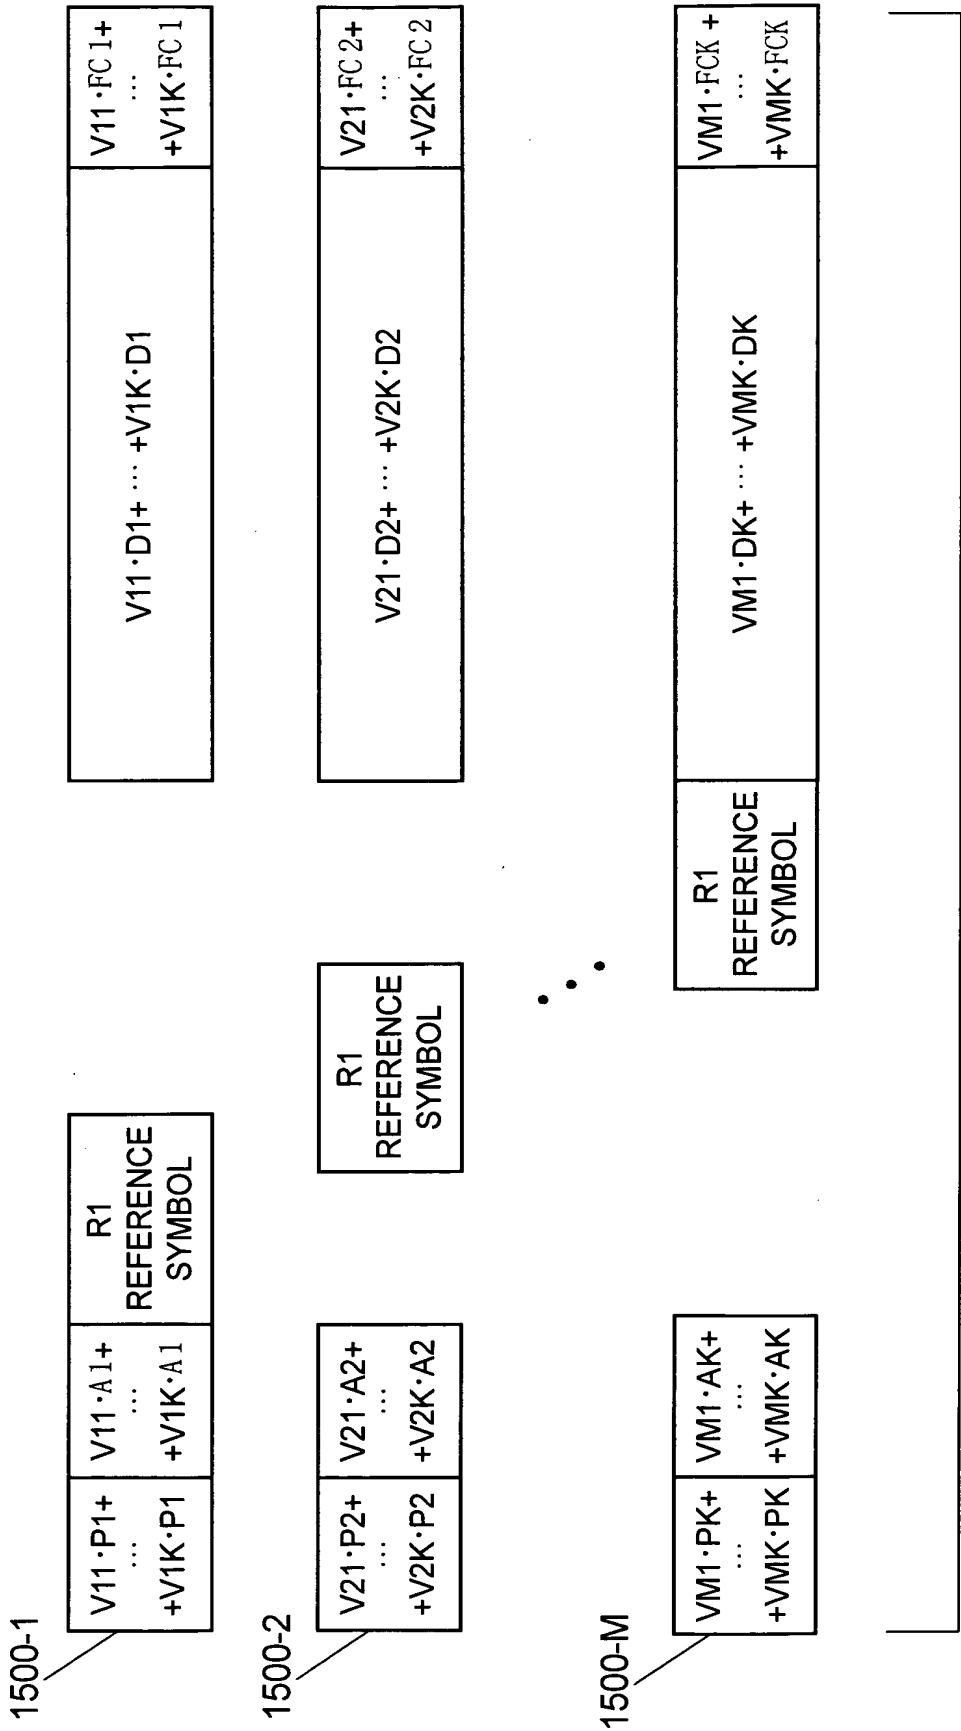 1500-1
V11·P1+
...
+V1K·P1
V11·A1+
...
+V1K·A1
R1
REFERENCE
SYMBOL
V11·D1+ ... +V1K·D1
V11·FC1+
...
+V1K·FC1
1500-2
V21·P2+
...
+V2K·P2
V21·A2+
...
+V2K·A2
R1
REFERENCE
SYMBOL
V21·D2+ ... +V2K·D2
V21·FC2+
...
+V2K·FC2
1500-M
VM1·PK+
...
+VMK·PK
VM1·AK+
...
+VMK·AK
R1
REFERENCE
SYMBOL
VM1·DK+ ... +VMK·DK
VM1·FCK+
...
+VMK·FCK